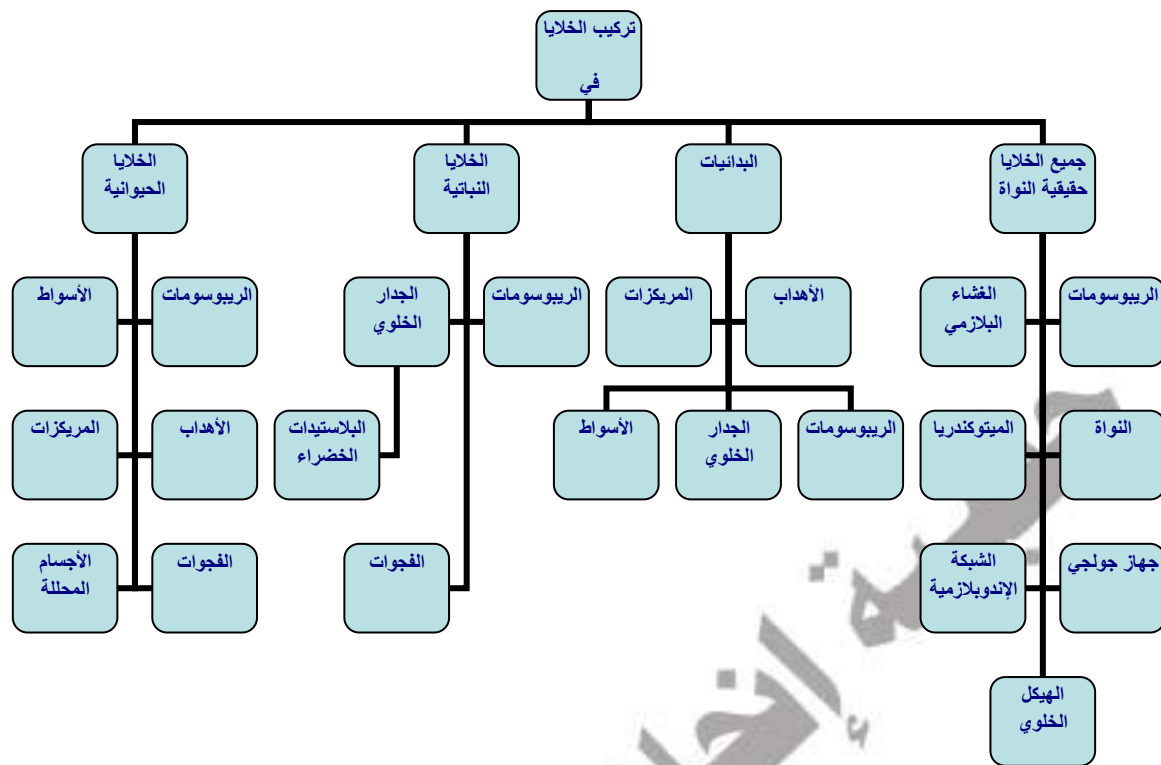 تركيب الخلايا
في
جميع الخلايا
حقيقية النواة
البدائيات
الخلايا
النباتية
الخلايا
الحيوانية
الريبوسومات
الغشاء
البلازمي
النواة
الميتوكندريا
جهاز جولجي
الشبكة
الإندوبلازمية
الهيكل
الخلوي
الأهداب
المريكزات
الريبوسومات
الجدار
الخلوي
الأسواط
الريبوسومات
الجدار
الخلوي
البلاستيدات
الخضراء
الفجوات
الريبوسومات
الأسواط
الأهداب
المريكزات
الفجوات
الأجسام
المحللة